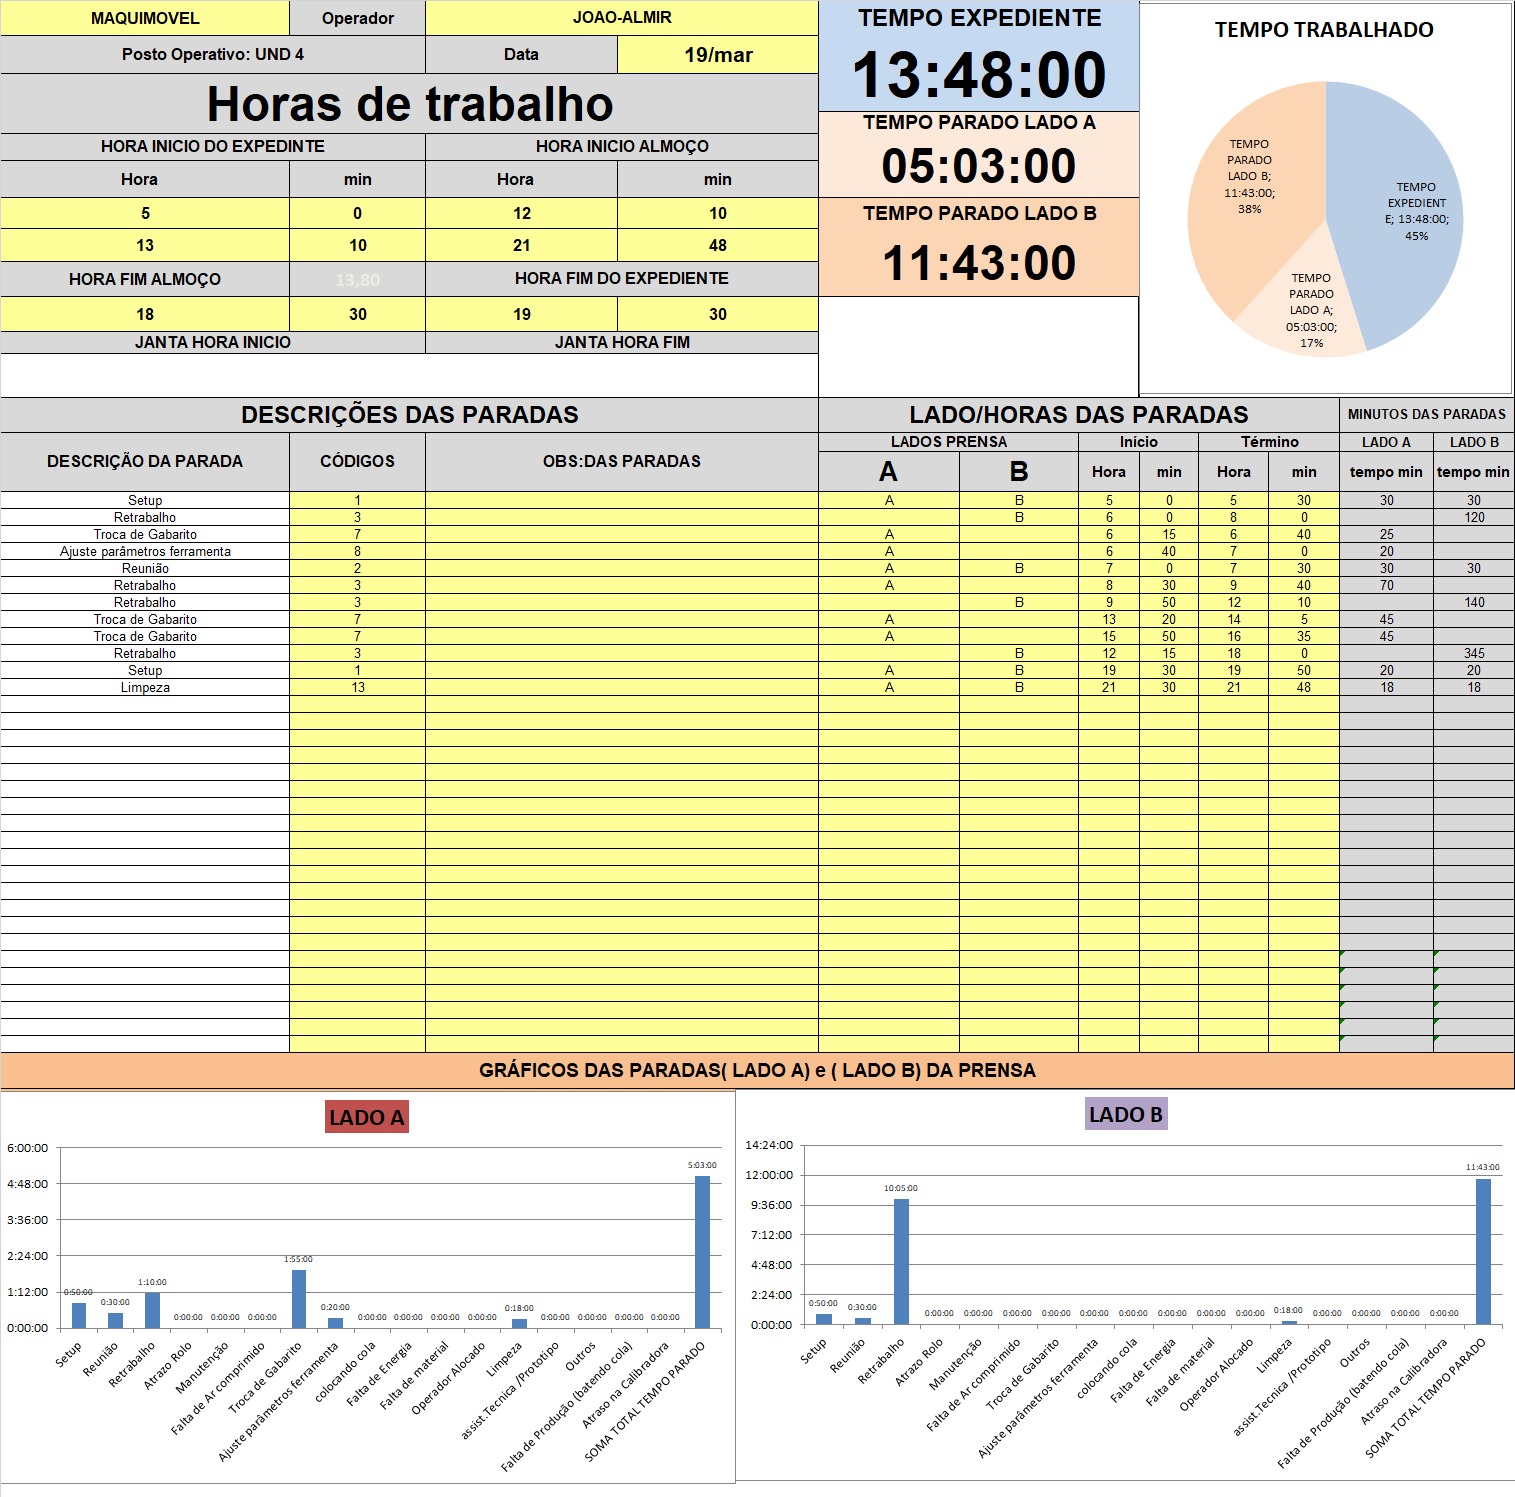 MAQUIMOVEL Operador JOAO-ALMIR
Posto Operativo: UND 4 Data 19/mar
Horas de trabalho
HORA INICIO DO EXPEDINTE HORA INICIO ALMOÇO
Hora min Hora min
5 0 12 10
13 10 21 48
HORA FIM ALMOÇO 13,80 HORA FIM DO EXPEDIENTE
18 30 19 30
JANTA HORA INICIO JANTA HORA FIM
TEMPO EXPEDIENTE
13:48:00
TEMPO PARADO LADO A
05:03:00
TEMPO PARADO LADO B
11:43:00
TEMPO TRABALHADO
TEMPO
PARADO
LADO B;
11:43:00;
38%
TEMPO
EXPEDIENT
E; 13:48:00;
45%
TEMPO
PARADO
LADO A;
05:03:00;
17%
DESCRIÇÕES DAS PARADAS LADO/HORAS DAS PARADAS MINUTOS DAS PARADAS
LADOS PRENSA Início Término LADO A LADO B
DESCRIÇÃO DA PARADA CÓDIGOS OBS:DAS PARADAS A B Hora min Hora min tempo min tempo min
Setup 1 A B 5 0 5 30 30 30
Retrabalho 3 B 6 0 8 0 120
Troca de Gabarito 7 A 6 15 6 40 25
Ajuste parâmetros ferramenta 8 A 6 40 7 0 20
Reunião 2 A B 7 0 7 30 30 30
Retrabalho 3 A 8 30 9 40 70
Retrabalho 3 B 9 50 12 10 140
Troca de Gabarito 7 A 13 20 14 5 45
Troca de Gabarito 7 A 15 50 16 35 45
Retrabalho 3 B 12 15 18 0 345
Setup 1 A B 19 30 19 50 20 20
Limpeza 13 A B 21 30 21 48 18 18
GRÁFICOS DAS PARADAS( LADO A) e ( LADO B) DA PRENSA
LADO A
6:00:00
4:48:00
3:36:00
2:24:00
1:12:00
0:00:00
0:50:00 0:30:00 1:10:00 0:00:00 0:00:00 0:00:00 1:55:00 0:20:00 0:00:00 0:00:00 0:00:00 0:00:00 0:18:00 0:00:00 0:00:00 0:00:00 0:00:00 5:03:00
Setup
Reunião
Retrabalho
Atrazo Rolo
Manutenção
Falta de Ar comprimido
Troca de Gabarito
Ajuste parâmetros ferramenta
colocando cola
Falta de Energia
Falta de material
Operador Alocado
Limpeza
assist.Tecnica /Prototipo
Outros
Falta de Produção (batendo cola)
Atraso na Calibradora
SOMA TOTAL TEMPO PARADO
LADO B
14:24:00
12:00:00
9:36:00
7:12:00
4:48:00
2:24:00
0:00:00
0:50:00 0:30:00 10:05:00 0:00:00 0:00:00 0:00:00 0:00:00 0:00:00 0:00:00 0:00:00 0:00:00 0:00:00 0:18:00 0:00:00 0:00:00 0:00:00 0:00:00 11:43:00
Setup
Reunião
Retrabalho
Atrazo Rolo
Manutenção
Falta de Ar comprimido
Troca de Gabarito
Ajuste parâmetros ferramenta
colocando cola
Falta de Energia
Falta de material
Operador Alocado
Limpeza
assist.Tecnica /Prototipo
Outros
Falta de Produção (batendo cola)
Atraso na Calibradora
SOMA TOTAL TEMPO PARADO